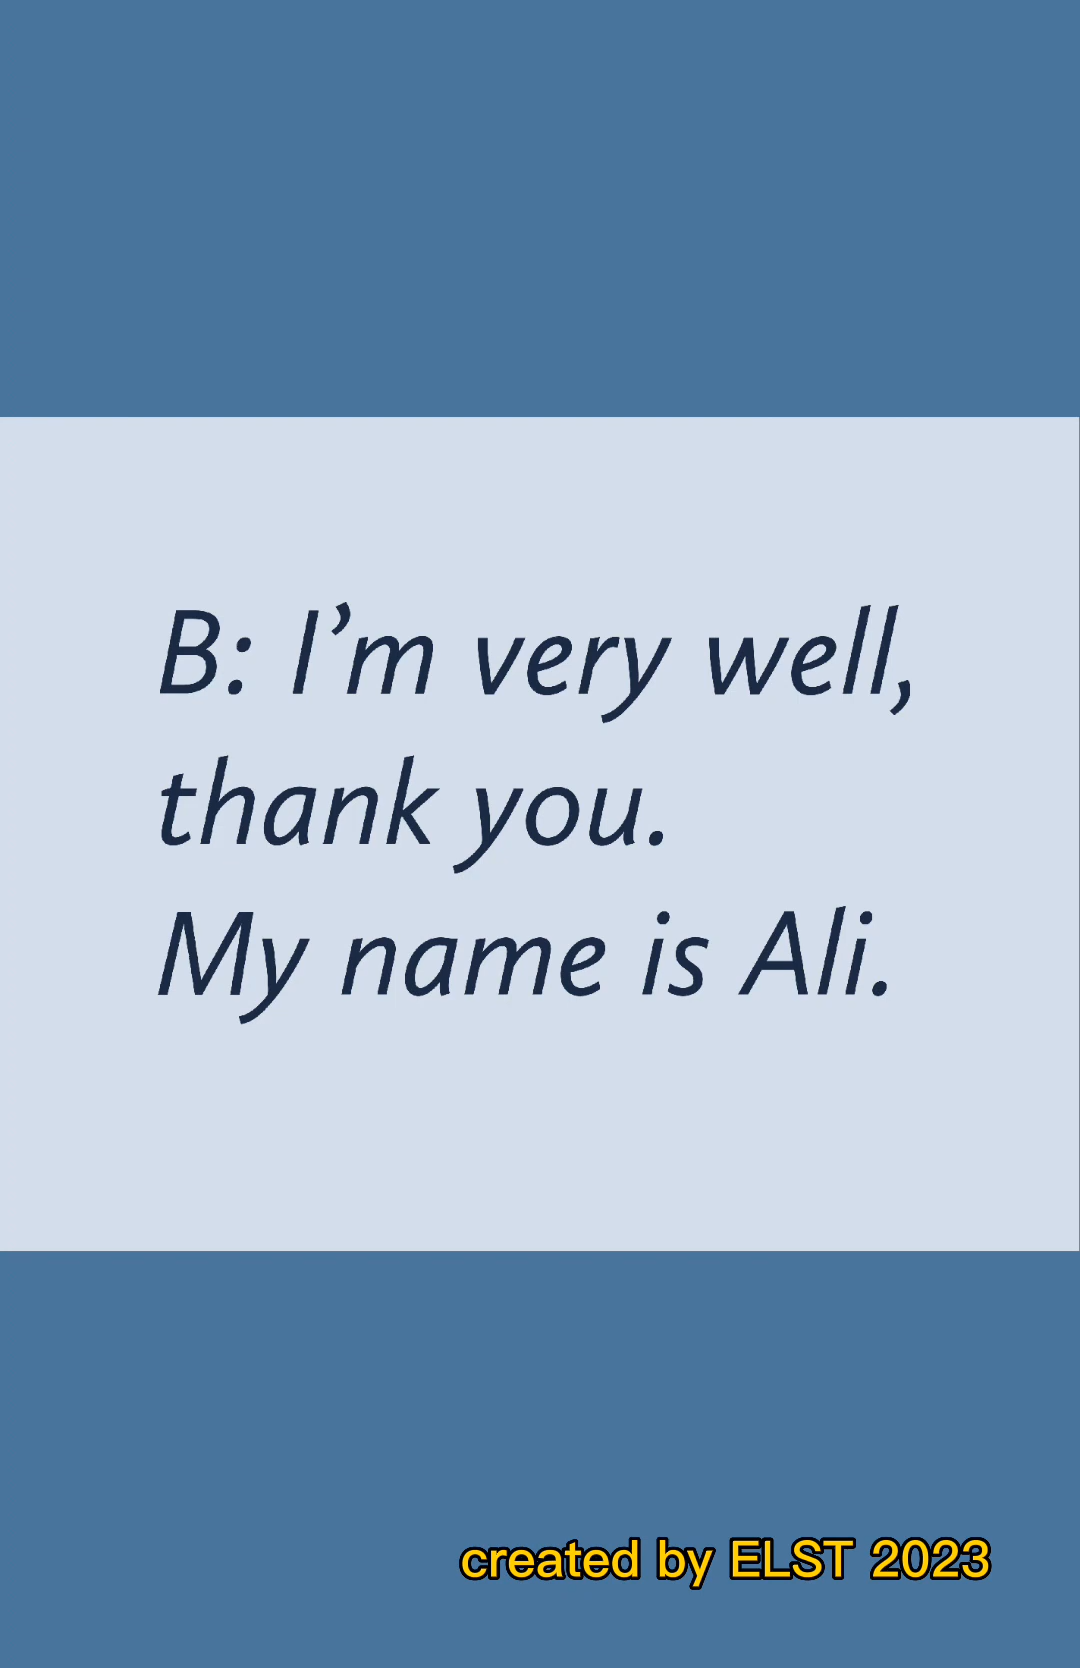 B: I’m very well,
thank you.
My name is Ali.
created by ELST 2023